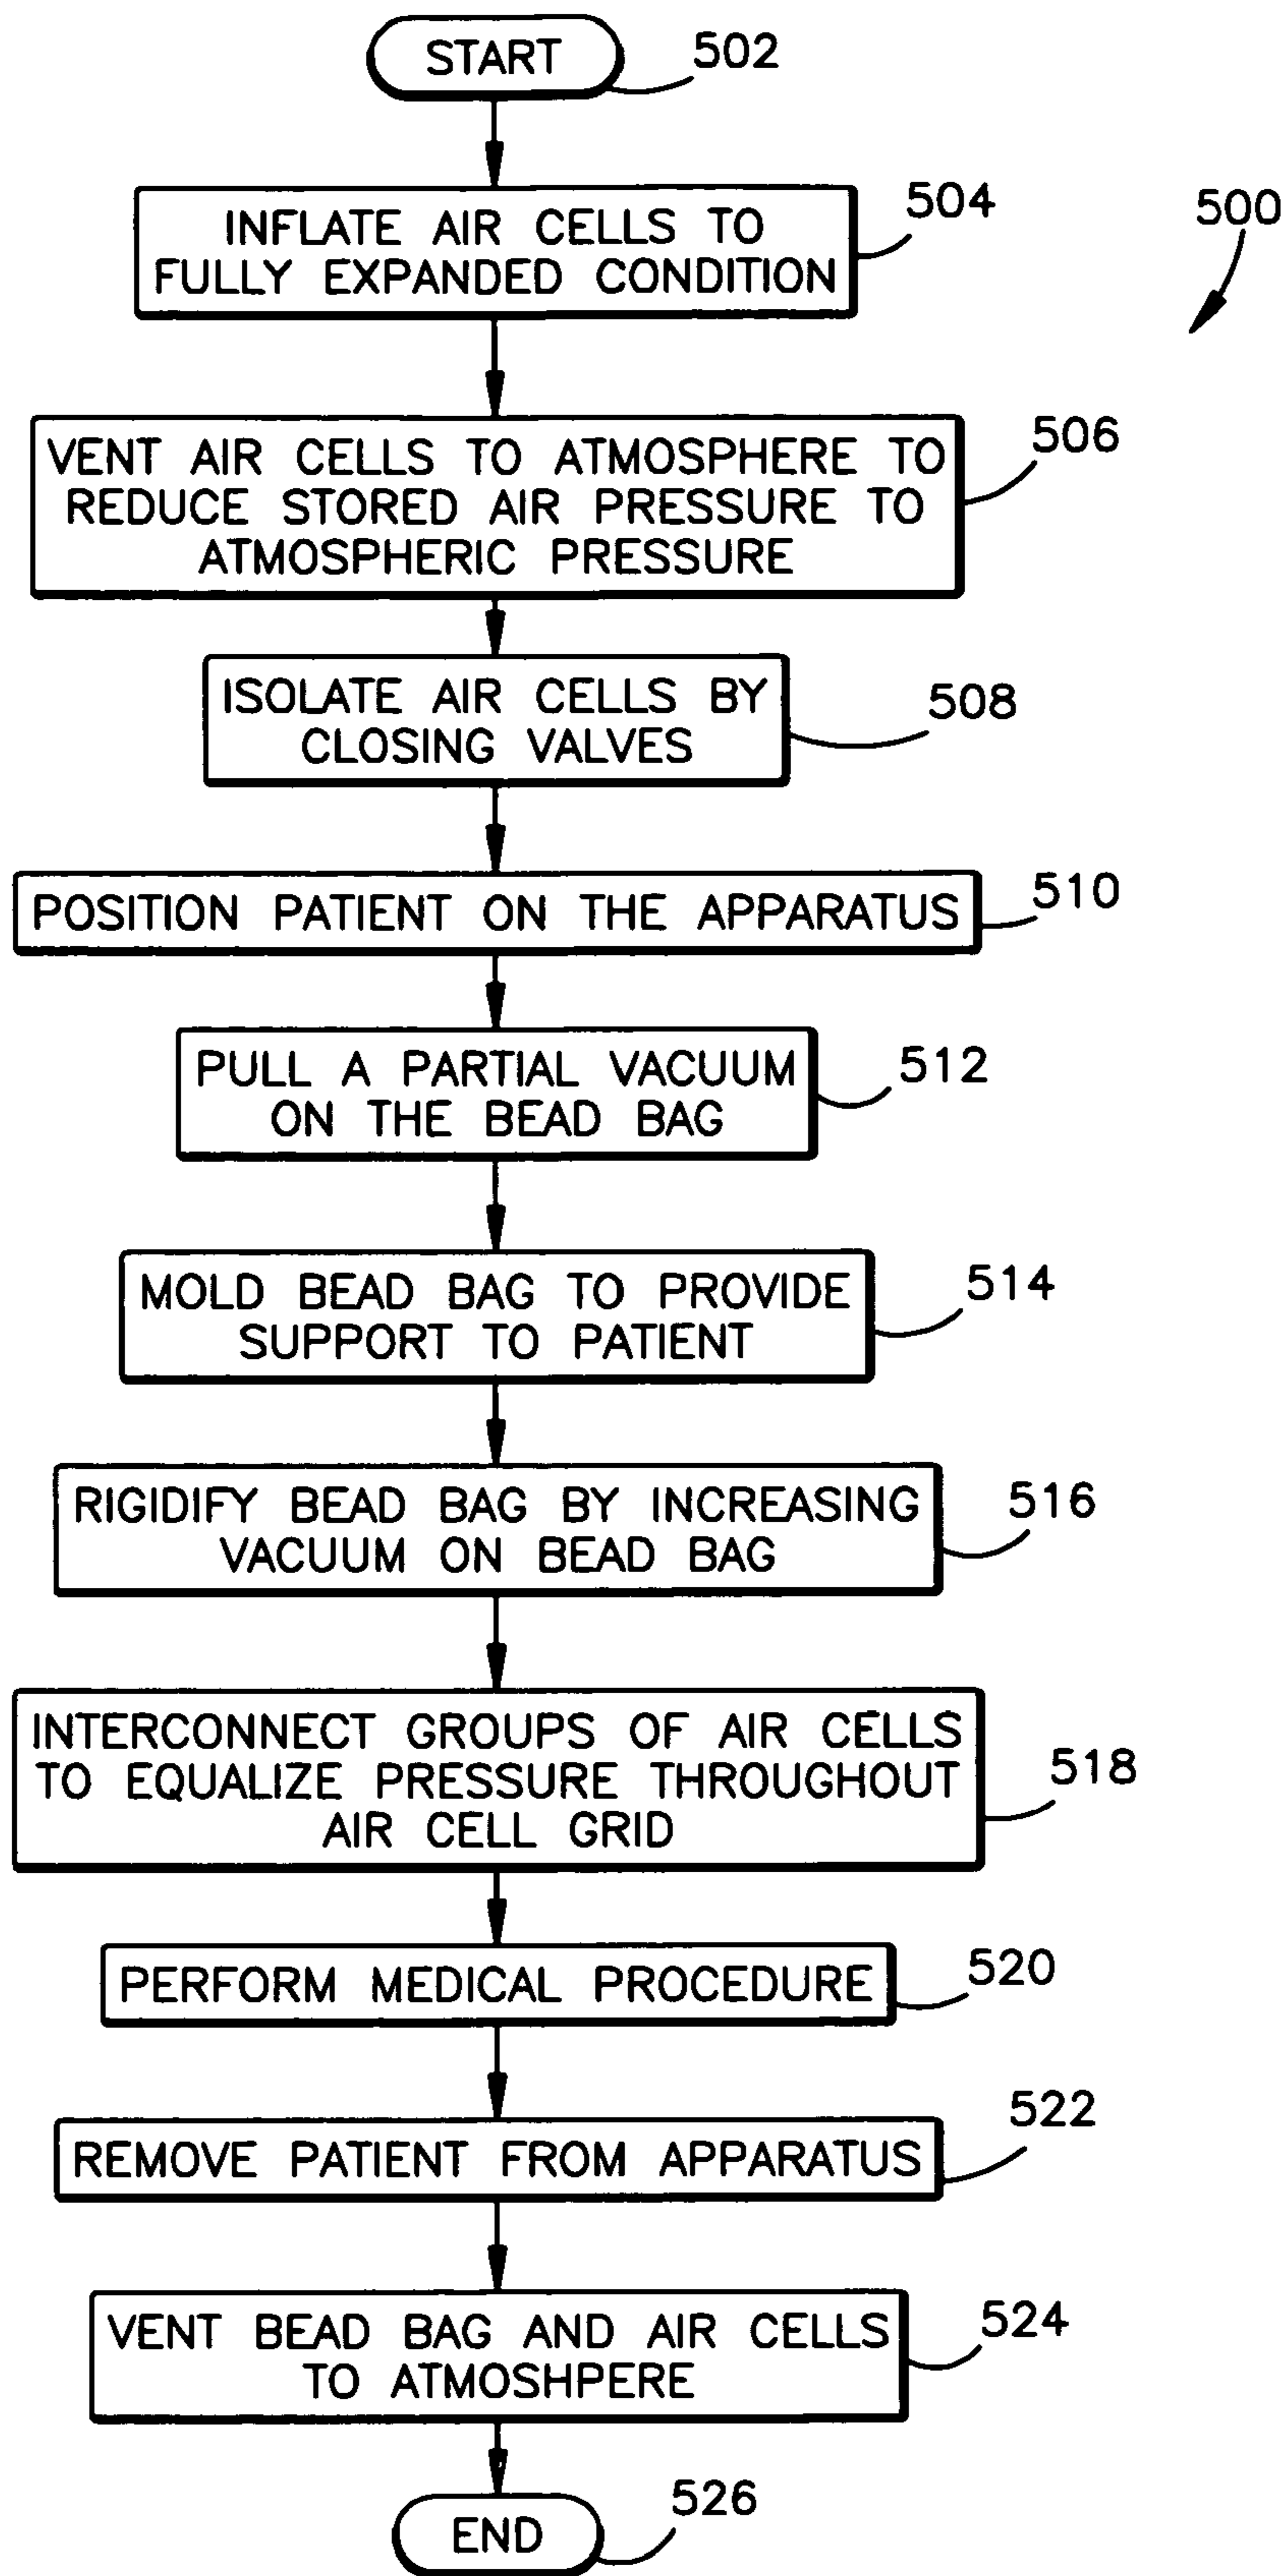 START
502
500
INFLATE AIR CELLS TO
FULLY EXPANDED CONDITION
504
VENT AIR CELLS TO ATMOSPHERE TO
REDUCE STORED AIR PRESSURE TO
ATMOSPHERIC PRESSURE
506
ISOLATE AIR CELLS BY
CLOSING VALVES
508
POSITION PATIENT ON THE APPARATUS
510
PULL A PARTIAL VACUUM
ON THE BEAD BAG
512
MOLD BEAD BAG TO PROVIDE
SUPPORT TO PATIENT
514
RIGIDIFY BEAD BAG BY INCREASING
VACUUM ON BEAD BAG
516
INTERCONNECT GROUPS OF AIR CELLS
TO EQUALIZE PRESSURE THROUGHOUT
AIR CELL GRID
518
PERFORM MEDICAL PROCEDURE
520
REMOVE PATIENT FROM APPARATUS
522
VENT BEAD BAG AND AIR CELLS
TO ATMOSHPERE
524
END
526